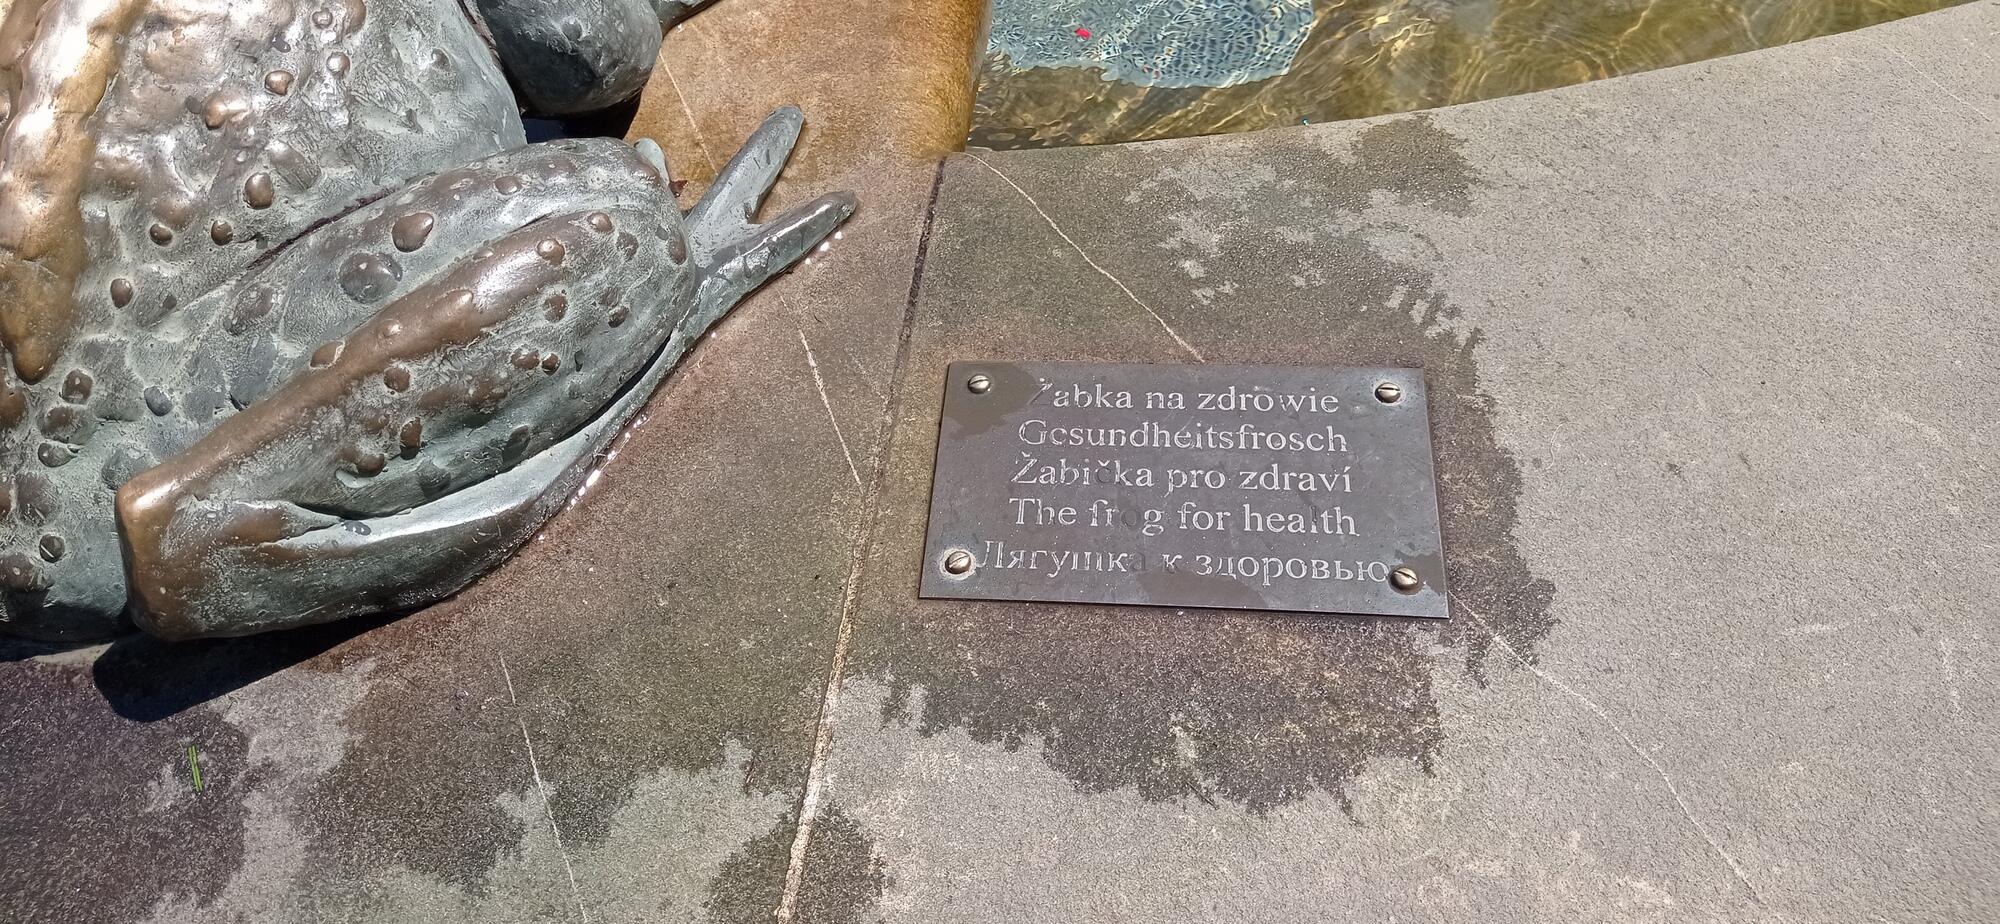 Żabka na zdrowie
Gesundheitsfrosch
Žabička pro zdraví
The frog for health
Лягушка к здоровью